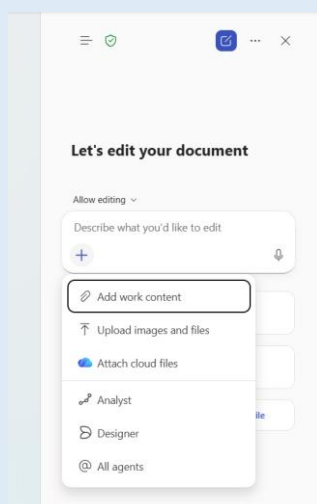 Let's edit your document
Allow editing
Describe what you'd like to edit
Add work content
Upload images and files
Attach cloud files
Analyst
ile
Designer
All agents